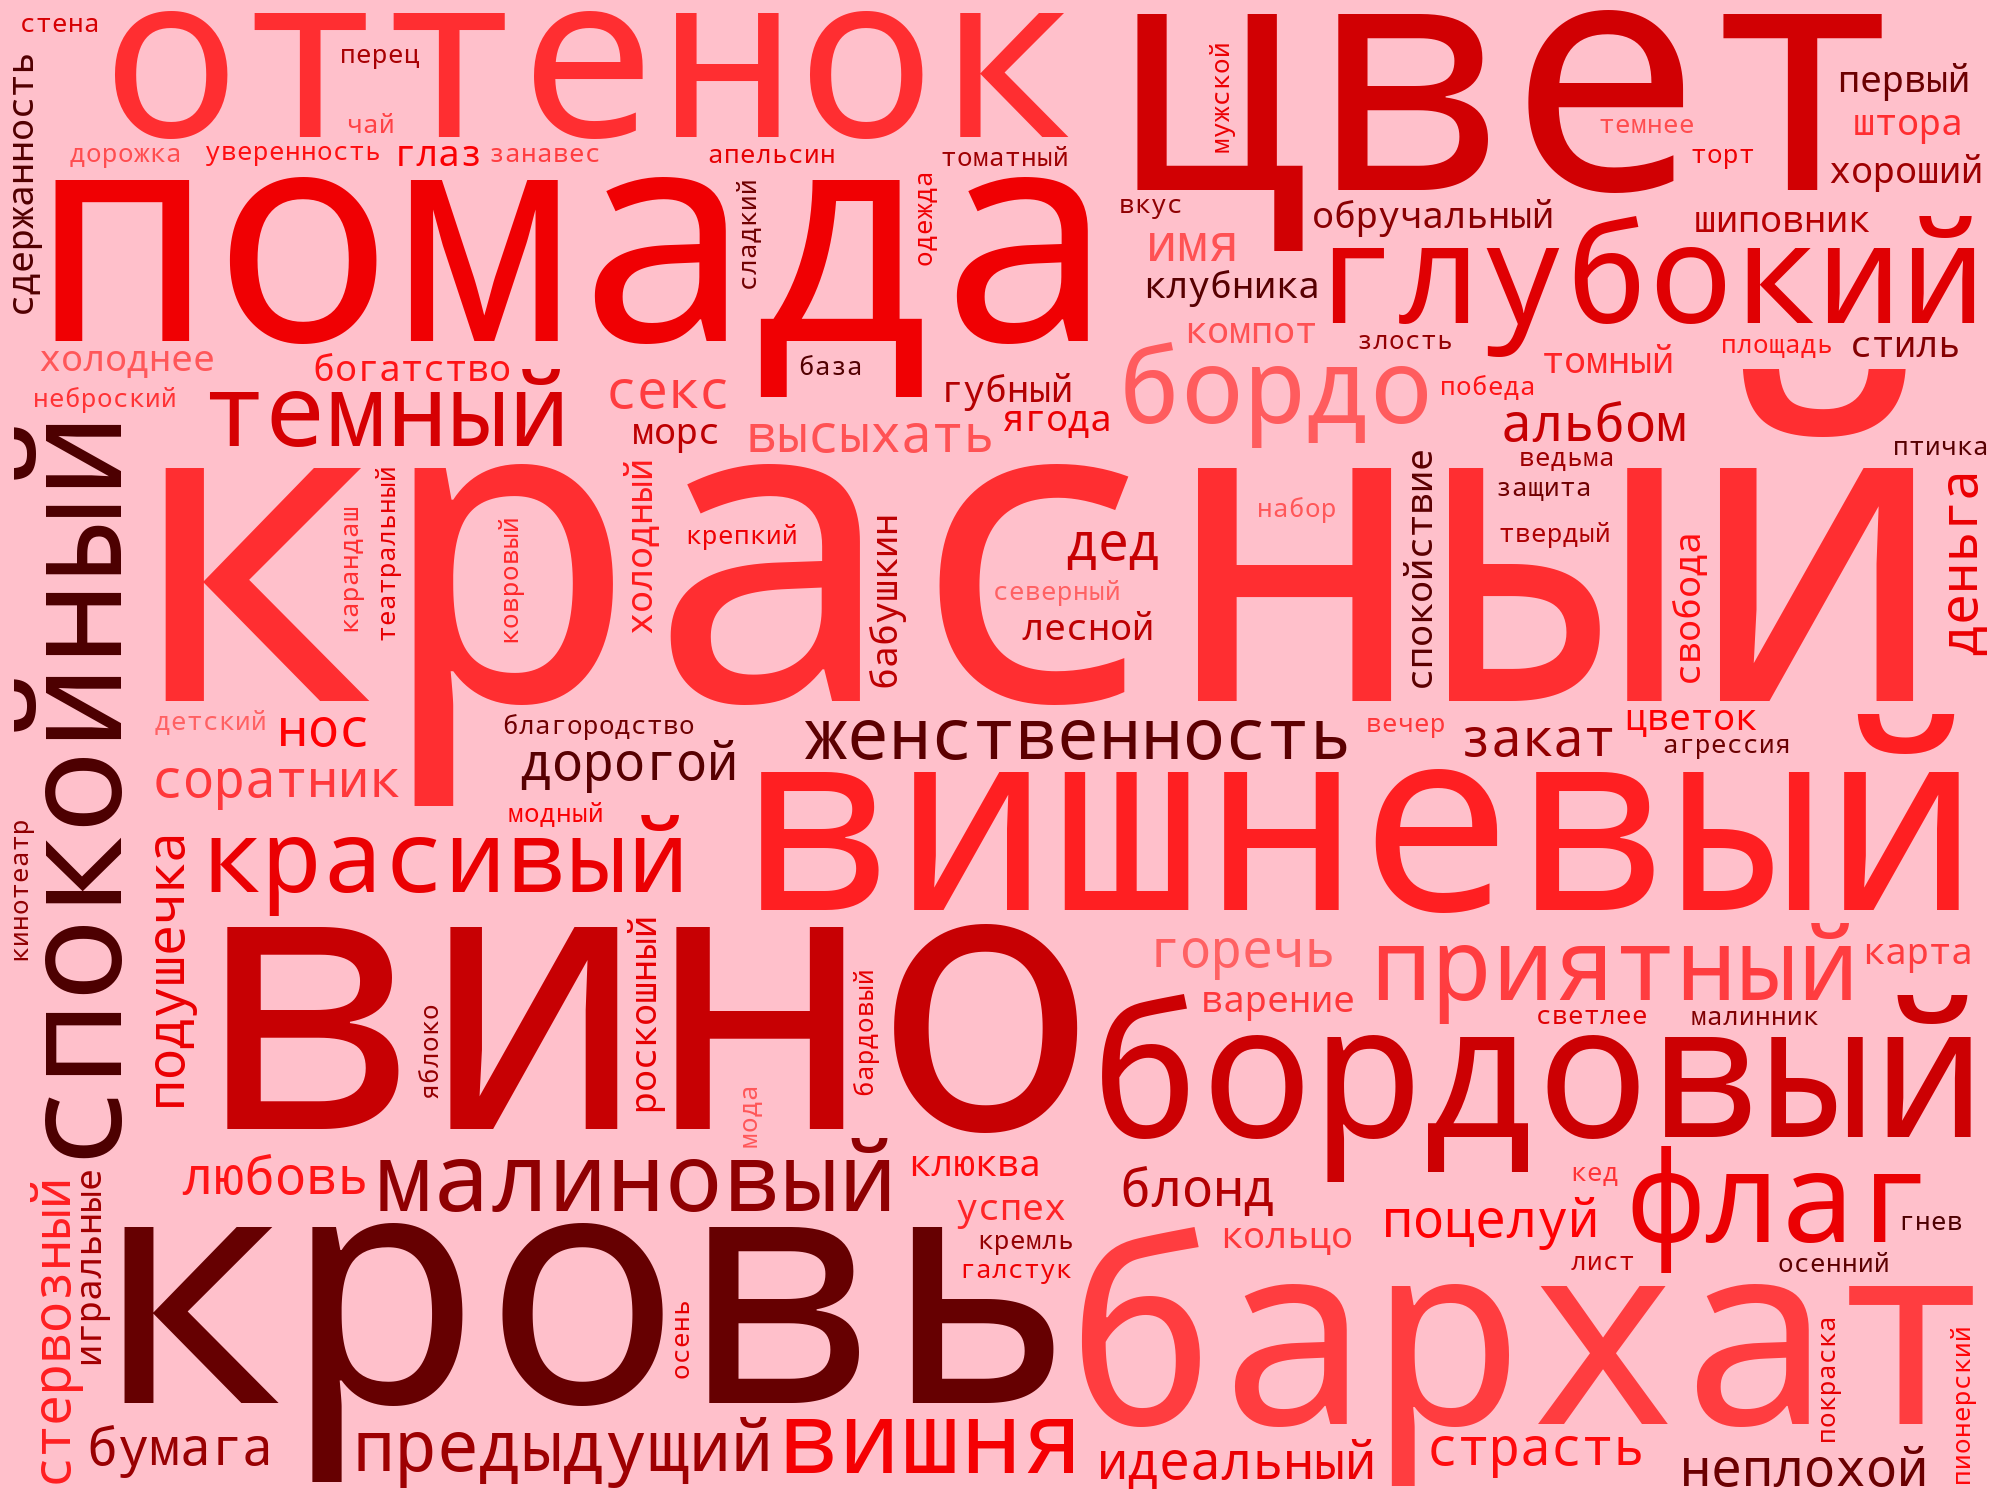 стена
оттенок
перец
чай
цвет
мужской
темнее
торт
первый
штора
хороший
сдержанность
дорожка
уверенность
глаз
занавес
апельсин
томатный
помада
сладкий
одежда
вкус
имя
клубника
обручальный
шиповник
глубокий
холоднее
неброский
богатство
темный
секс
морс
база
высыхать
губный
ягода
компот
бордо
злость
победа
томный
площадь
стиль
альбом
ведьма
птичка
защита
спокойный
красный
карандаш
театральный
ковровый
холодный
крепкий
бабушкин
дед
северный
лесной
набор
спокойствие
твердый
свобода
деньга
детский
нос
соратник
благородство
дорогой
модный
женственность
вечер
закат
цветок
агрессия
вишневый
кинотеатр
подушечка
красивый
вино
яблоко
роскошный
мода
бардовый
горечь
варение
приятный
карта
светлее
малинник
бордовый
любовь
малиновый
клюква
успех
кремль
галстук
блонд
кольцо
поцелуй
кед
флаг
гнев
лист
осенний
стервозный
игральные
кровь
осень
бархат
покраска
пионерский
бумага
предыдущий
вишня
идеальный
страсть
неплохой